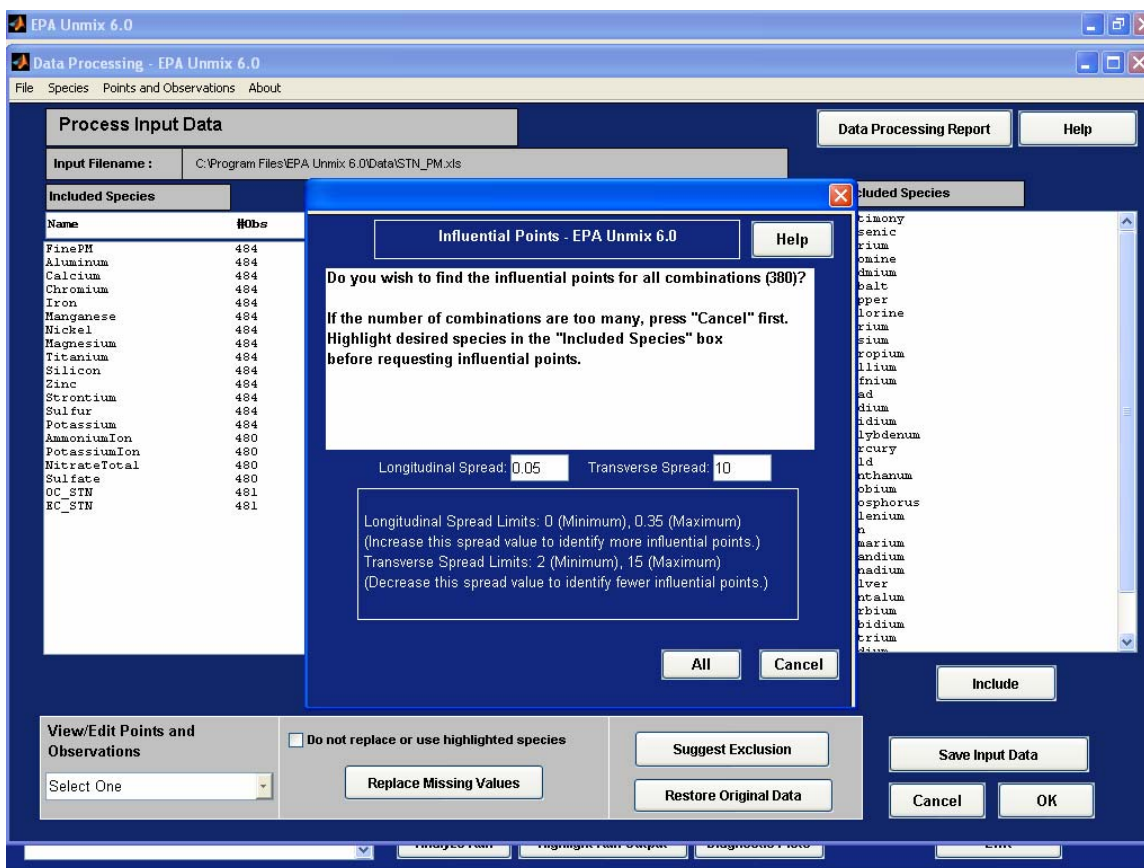 EPA Unmix 6.0
Data Processing - EPA Unmix 6.0
File Species Points and Observations About
Process Input Data
Data Processing Report
Help
Input Filename :
C:\Program Files\EPA Unmix 6.0\Data\STN_PM.xls
Included Species
Name #Obs
FinePM 484
Aluminum 484
Calcium 484
Chromium 484
Iron 484
Manganese 484
Nickel 484
Magnesium 484
Titanium 484
Silicon 484
Zinc 484
Strontium 484
Sulfur 484
Potassium 484
AmmoniumIon 480
PotassiumIon 480
NitrateTotal 480
Sulfate 480
OC_STN 481
EC_STN 481
Influential Points - EPA Unmix 6.0
Help
Do you wish to find the influential points for all combinations (380)?
If the number of combinations are too many, press "Cancel" first.
Highlight desired species in the "Included Species" box
before requesting influential points.
Longitudinal Spread: 0.05 Transverse Spread: 10
Longitudinal Spread Limits: 0 (Minimum), 0.35 (Maximum)
(Increase this spread value to identify more influential points.)
Transverse Spread Limits: 2 (Minimum), 15 (Maximum)
(Decrease this spread value to identify fewer influential points.)
All
Cancel
cluded Species
timony
senic
rium
omine
dmium
balt
pper
lorine
rium
sium
ropium
llium
fnium
ad
dium
idium
lybdenum
rcury
ld
nthanum
obium
osphorus
lenium
n
marium
andium
nadium
lver
ntalum
rbium
bidium
trium
Include
View/Edit Points and
Observations
Select One
Do not replace or use highlighted species
Replace Missing Values
Suggest Exclusion
Restore Original Data
Save Input Data
Cancel
OK